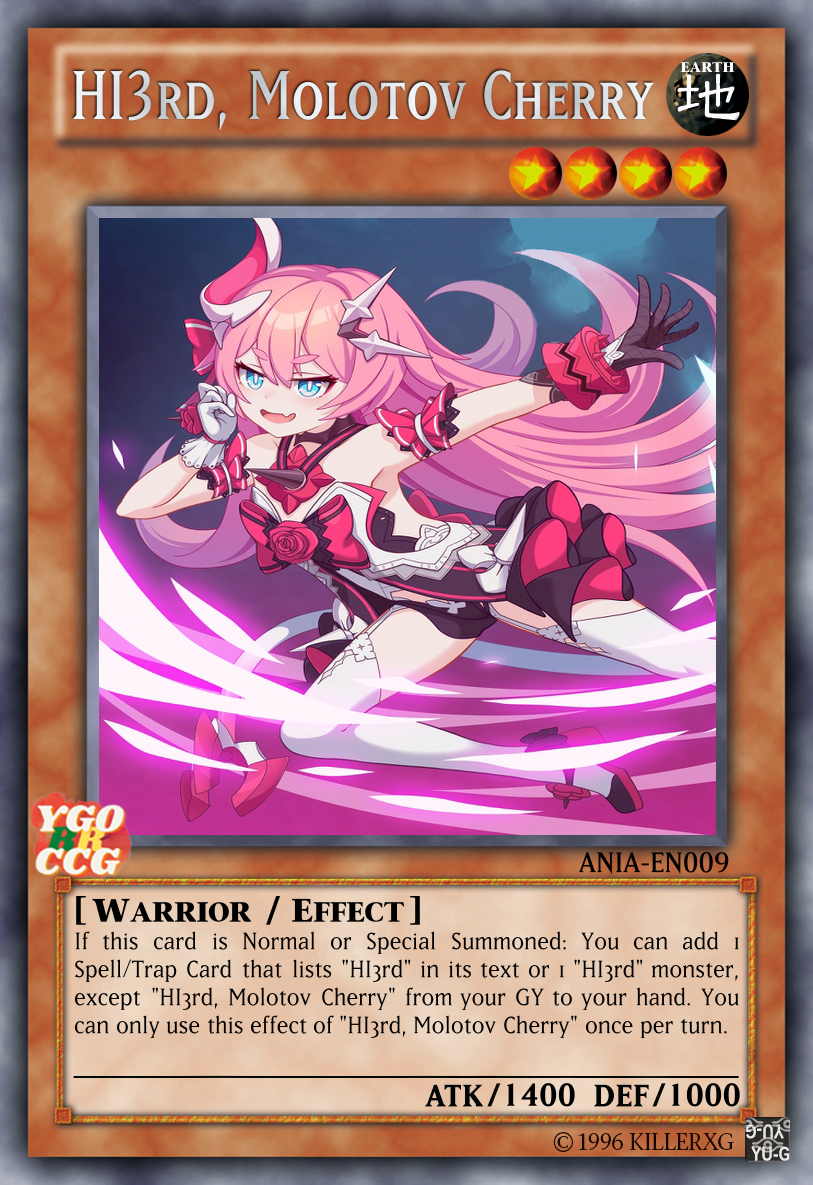 HI3rd, Molotov Cherry
EARTH
地
YGO
RR
CCG
ANIA-EN009
[ Warrior / Effect ]
If this card is Normal or Special Summoned: You can add 1
Spell/Trap Card that lists "HI3rd" in its text or 1 "HI3rd" monster,
except "HI3rd, Molotov Cherry" from your GY to your hand. You
can only use this effect of "HI3rd, Molotov Cherry" once per turn.
ATK/1400 DEF/1000
© 1996 KILLERXG
YU-G
YU-G